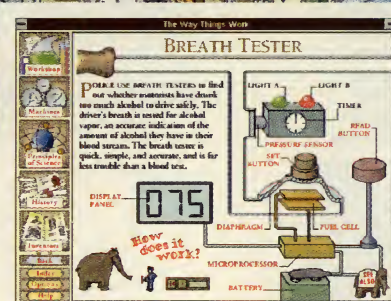 The Way Things Work
BREATH TESTER
Workshop
Machines
Principles
of Science
History
Inventors
Back
Index
Options
Help
POLICE USE BREATH TESTERS to find
out whether motorists have drunk
too much alcohol to drive safely. The
driver's breath is tested for alcohol
vapor, an accurate indication of the
amount of alcohol they have in their
blood stream. The breath tester is
quick, simple, and accurate, and is far
less trouble than a blood test.
LIGHT A
LIGHT B
TIMER
READ
BUTTON
PRESSURE SENSOR
SET
BUTTON
DISPLAY
PANEL
075
DIAPHRAGM
FUEL CELL
How
does it
work?
MICROPROCESSOR
BATTERY
SEE
ALSO